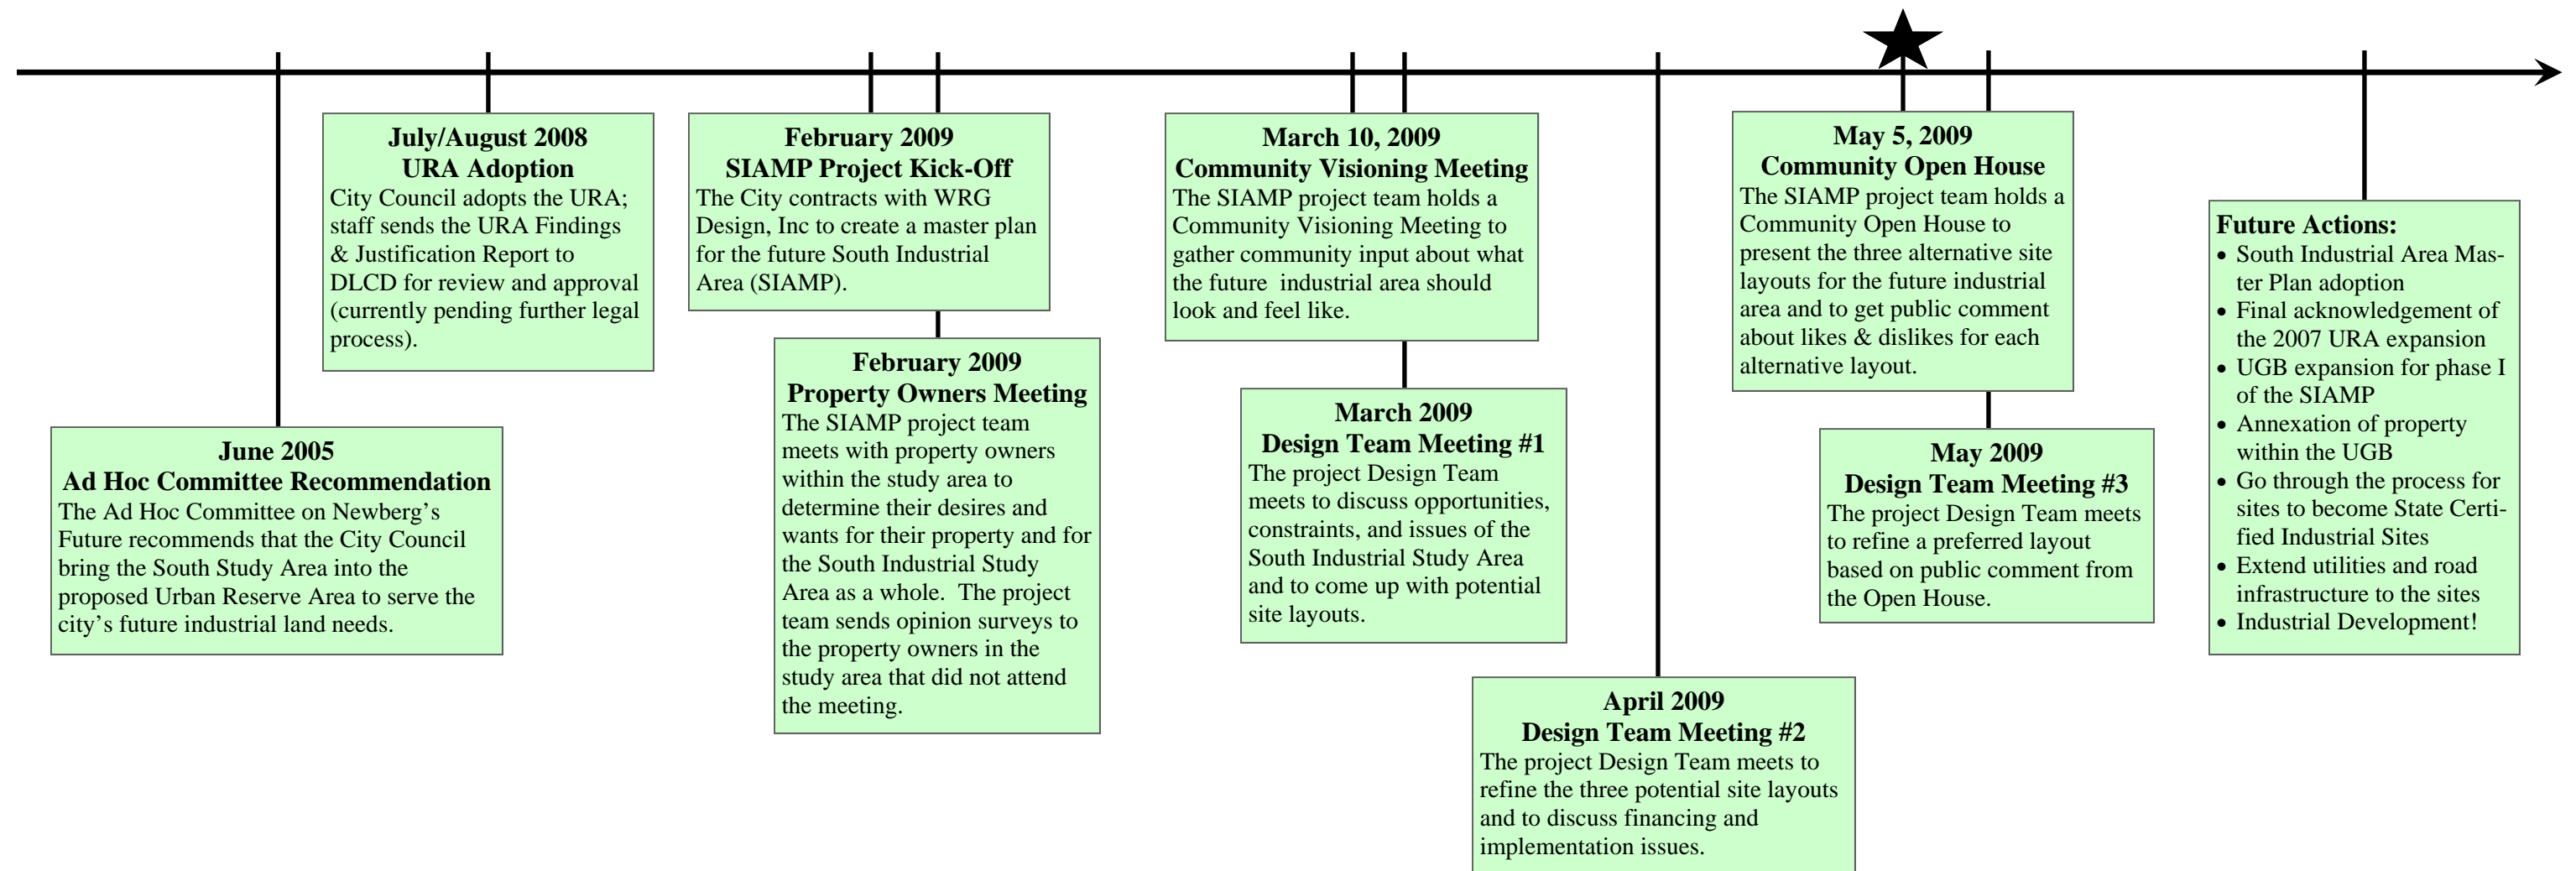 June 2005
Ad Hoc Committee Recommendation
The Ad Hoc Committee on Newberg’s
Future recommends that the City Council
bring the South Study Area into the
proposed Urban Reserve Area to serve the
city’s future industrial land needs.
July/August 2008
URA Adoption
City Council adopts the URA;
staff sends the URA Findings
& Justification Report to
DLCD for review and approval
(currently pending further legal
process).
February 2009
SIAMP Project Kick-Off
The City contracts with WRG
Design, Inc to create a master plan
for the future South Industrial
Area (SIAMP).
February 2009
Property Owners Meeting
The SIAMP project team
meets with property owners
within the study area to
determine their desires and
wants for their property and for
the South Industrial Study
Area as a whole.  The project
team sends opinion surveys to
the property owners in the
study area that did not attend
the meeting.
March 10, 2009
Community Visioning Meeting
The SIAMP project team holds a
Community Visioning Meeting to
gather community input about what
the future  industrial area should
look and feel like.
March 2009
Design Team Meeting #1
The project Design Team
meets to discuss opportunities,
constraints, and issues of the
South Industrial Study Area
and to come up with potential
site layouts.
April 2009
Design Team Meeting #2
The project Design Team meets to
refine the three potential site layouts
and to discuss financing and
implementation issues.
May 5, 2009
Community Open House
The SIAMP project team holds a
Community Open House to
present the three alternative site
layouts for the future industrial
area and to get public comment
about likes & dislikes for each
alternative layout.
May 2009
Design Team Meeting #3
The project Design Team meets
to refine a preferred layout
based on public comment from
the Open House.
Future Actions:
• South Industrial Area Mas-
ter Plan adoption
• Final acknowledgement of
the 2007 URA expansion
• UGB expansion for phase I
of the SIAMP
• Annexation of property
within the UGB
• Go through the process for
sites to become State Certi-
fied Industrial Sites
• Extend utilities and road
infrastructure to the sites
• Industrial Development!